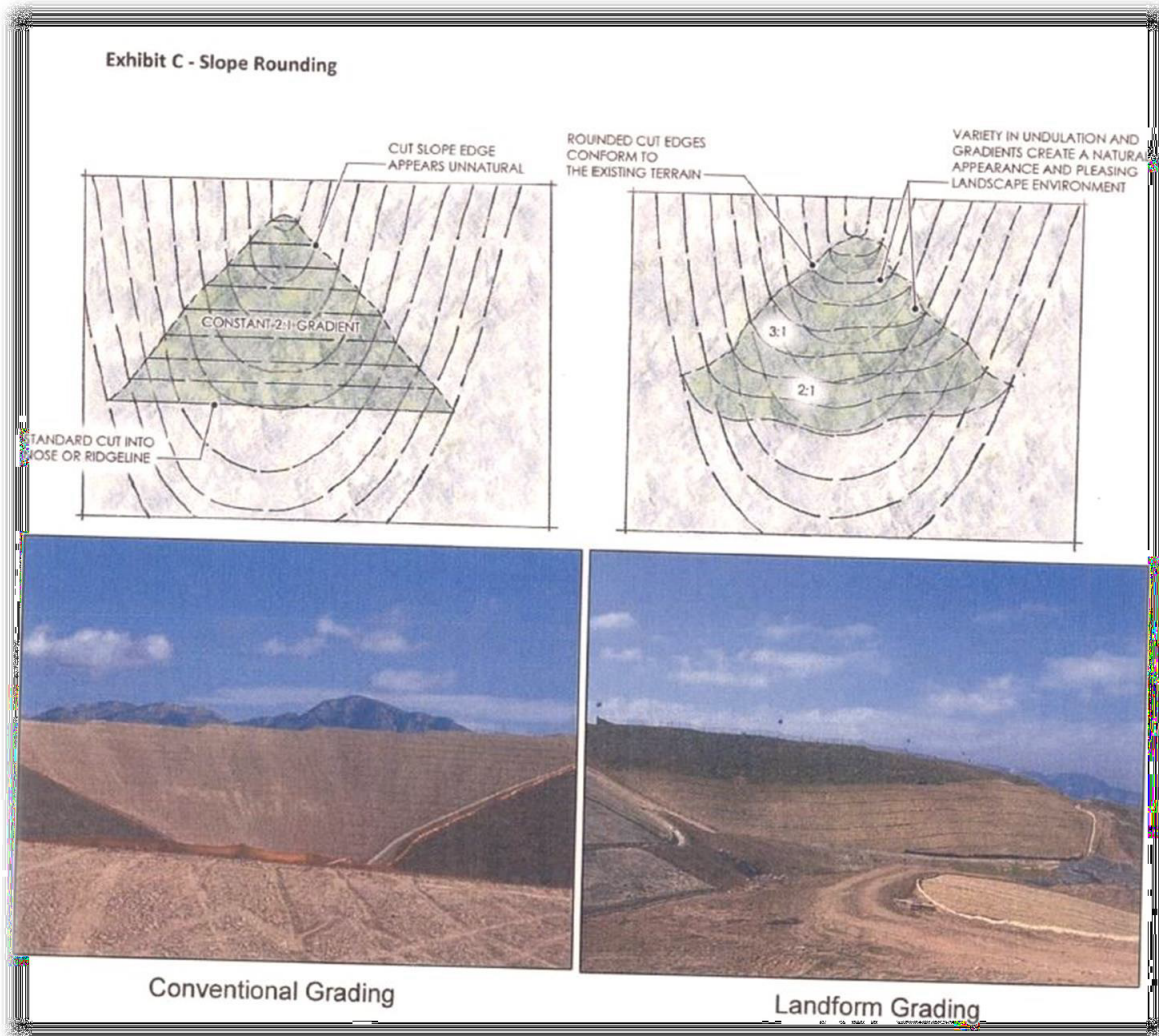 Exhibit C - Slope Rounding
CUT SLOPE EDGE
APPEARS UNNATURAL
CONSTANT 2:1 GRADIENT
TANDARD CUT INTO
NOSE OR RIDGELINE
ROUNDED CUT EDGES
CONFORM TO
THE EXISTING TERRAIN
VARIETY IN UNDULATION AND
GRADIENTS CREATE A NATURAL
APPEARANCE AND PLEASING
LANDSCAPE ENVIRONMENT
3:1
2:1
Conventional Grading
Landform Grading